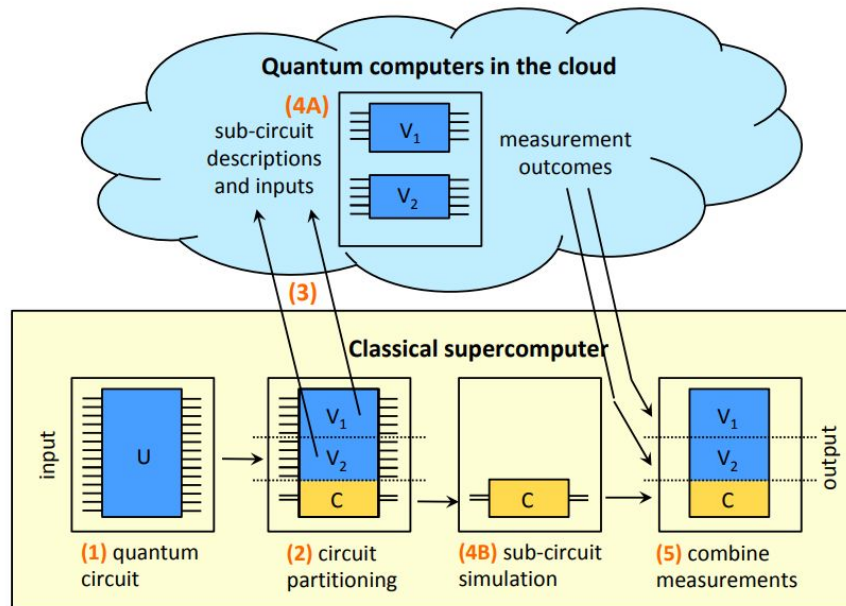 Quantum computers in the cloud
(4A)
sub-circuit
descriptions
and inputs
V₁
V₂
measurement
outcomes
(3)
Classical supercomputer
input
U
V₁
V₂
C
C
V₁
V₂
C
output
(1) quantum
circuit
(2) circuit
partitioning
(4B) sub-circuit
simulation
(5) combine
measurements